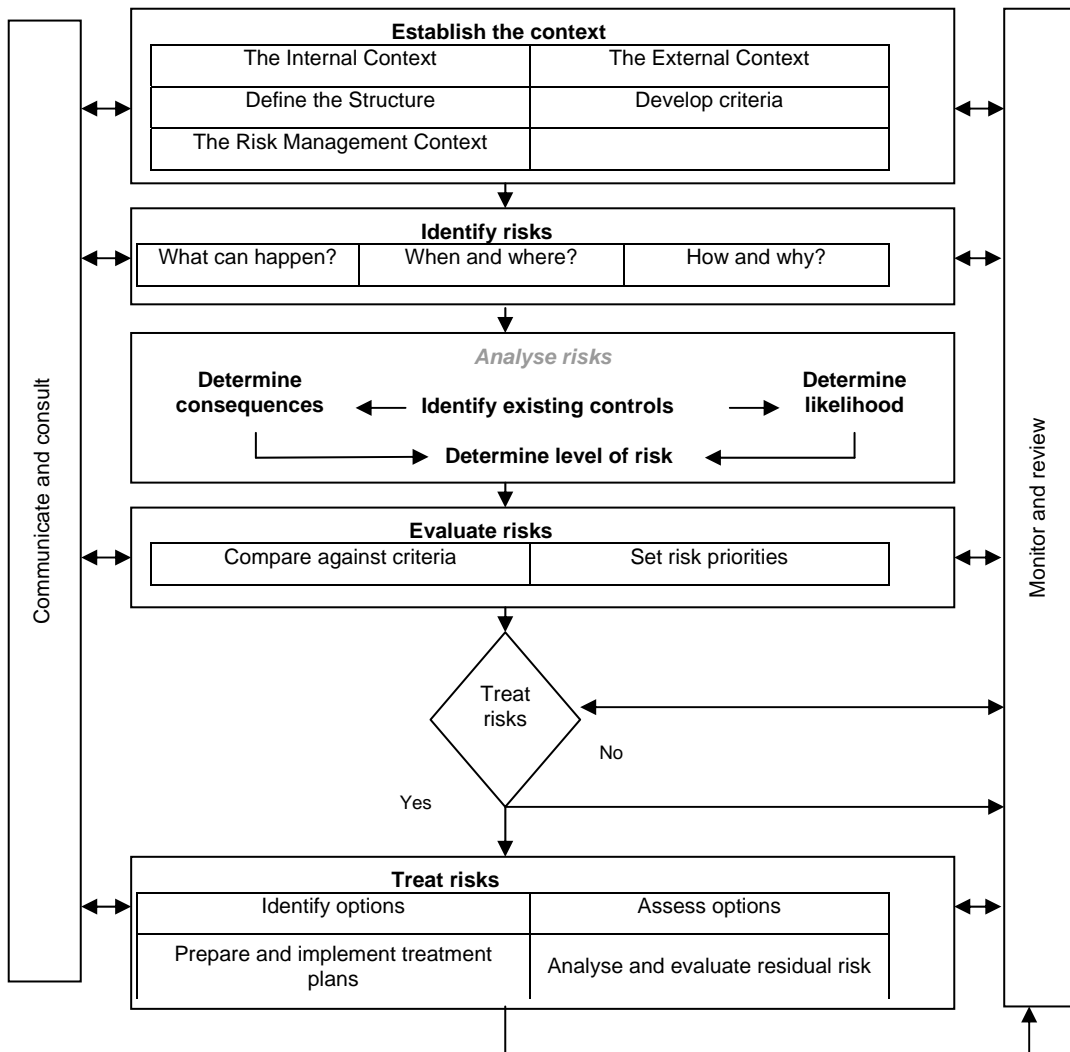 Establish the context
The Internal Context
The External Context
Define the Structure
Develop criteria
The Risk Management Context
Identify risks
What can happen?
When and where?
How and why?
Analyse risks
Determine
consequences
Identify existing controls
Determine
likelihood
Determine level of risk
Evaluate risks
Compare against criteria
Set risk priorities
Treat
risks
No
Yes
Treat risks
Identify options
Assess options
Prepare and implement treatment
plans
Analyse and evaluate residual risk
Communicate and consult
Monitor and review